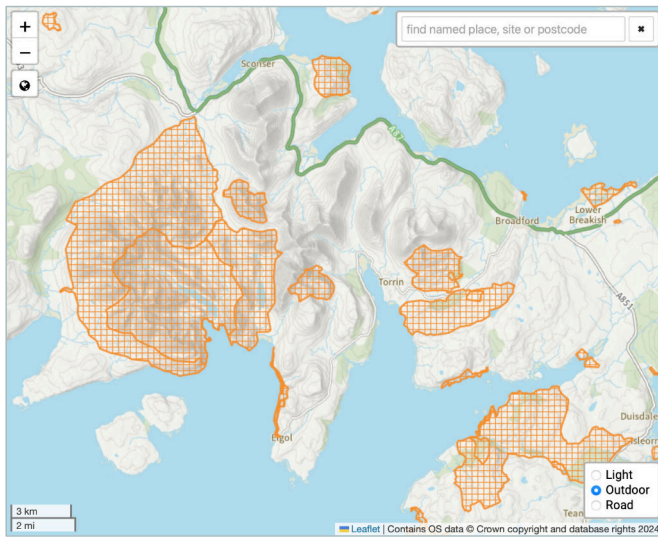 +
−
find named place, site or postcode
Sconser
A87
Broadford
Lower
Breakish
Torrin
A851
Elgol
Duisdale
Isleorn
Tean
Light
Outdoor
Road
3 km
2 mi
Leaflet | Contains OS data © Crown copyright and database rights 2024